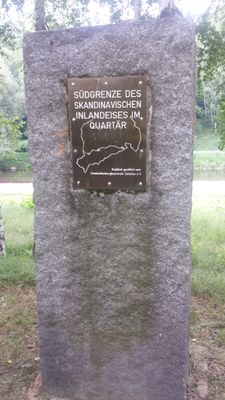 SÜDGRENZE DES
SKANDINAVISCHEN
INLANDEISES IM
QUARTÄR